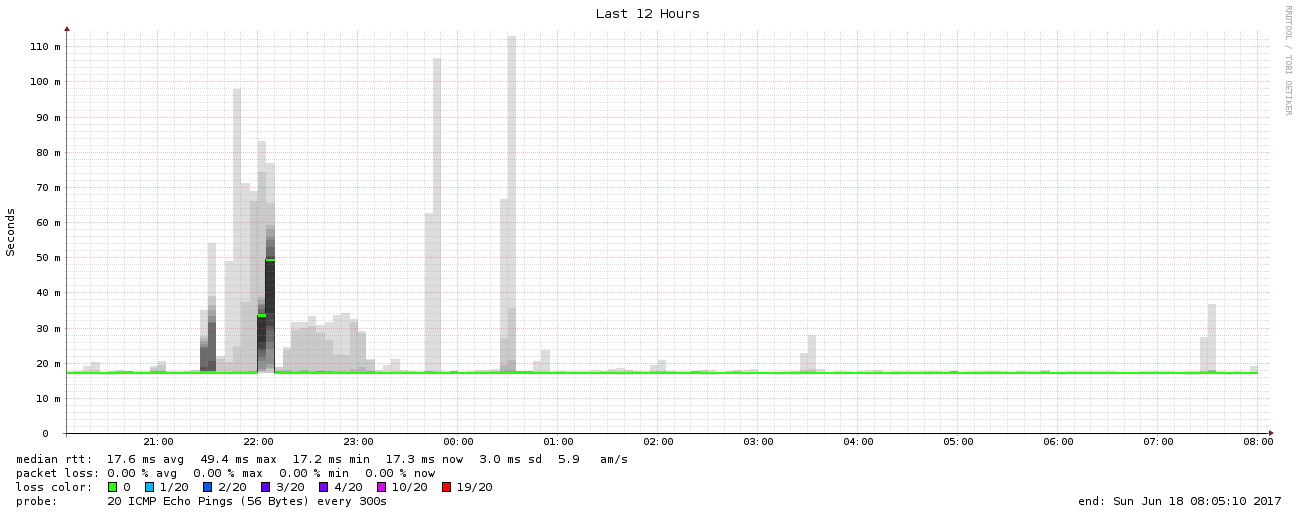 Last 12 Hours
RRDTOOL / TOBI OETIKER
Seconds
110 m
100 m
90 m
80 m
70 m
60 m
50 m
40 m
30 m
20 m
10 m
0
21:00 22:00 23:00 00:00 01:00 02:00 03:00 04:00 05:00 06:00 07:00 08:00
median rtt: 17.6 ms avg 49.4 ms max 17.2 ms min 17.3 ms now 3.0 ms sd 5.9 am/s
packet loss: 0.00 % avg 0.00 % max 0.00 % min 0.00 % now
loss color: 0 1/20 2/20 3/20 4/20 10/20 19/20
probe: 20 ICMP Echo Pings (56 Bytes) every 300s end: Sun Jun 18 08:05:10 2017